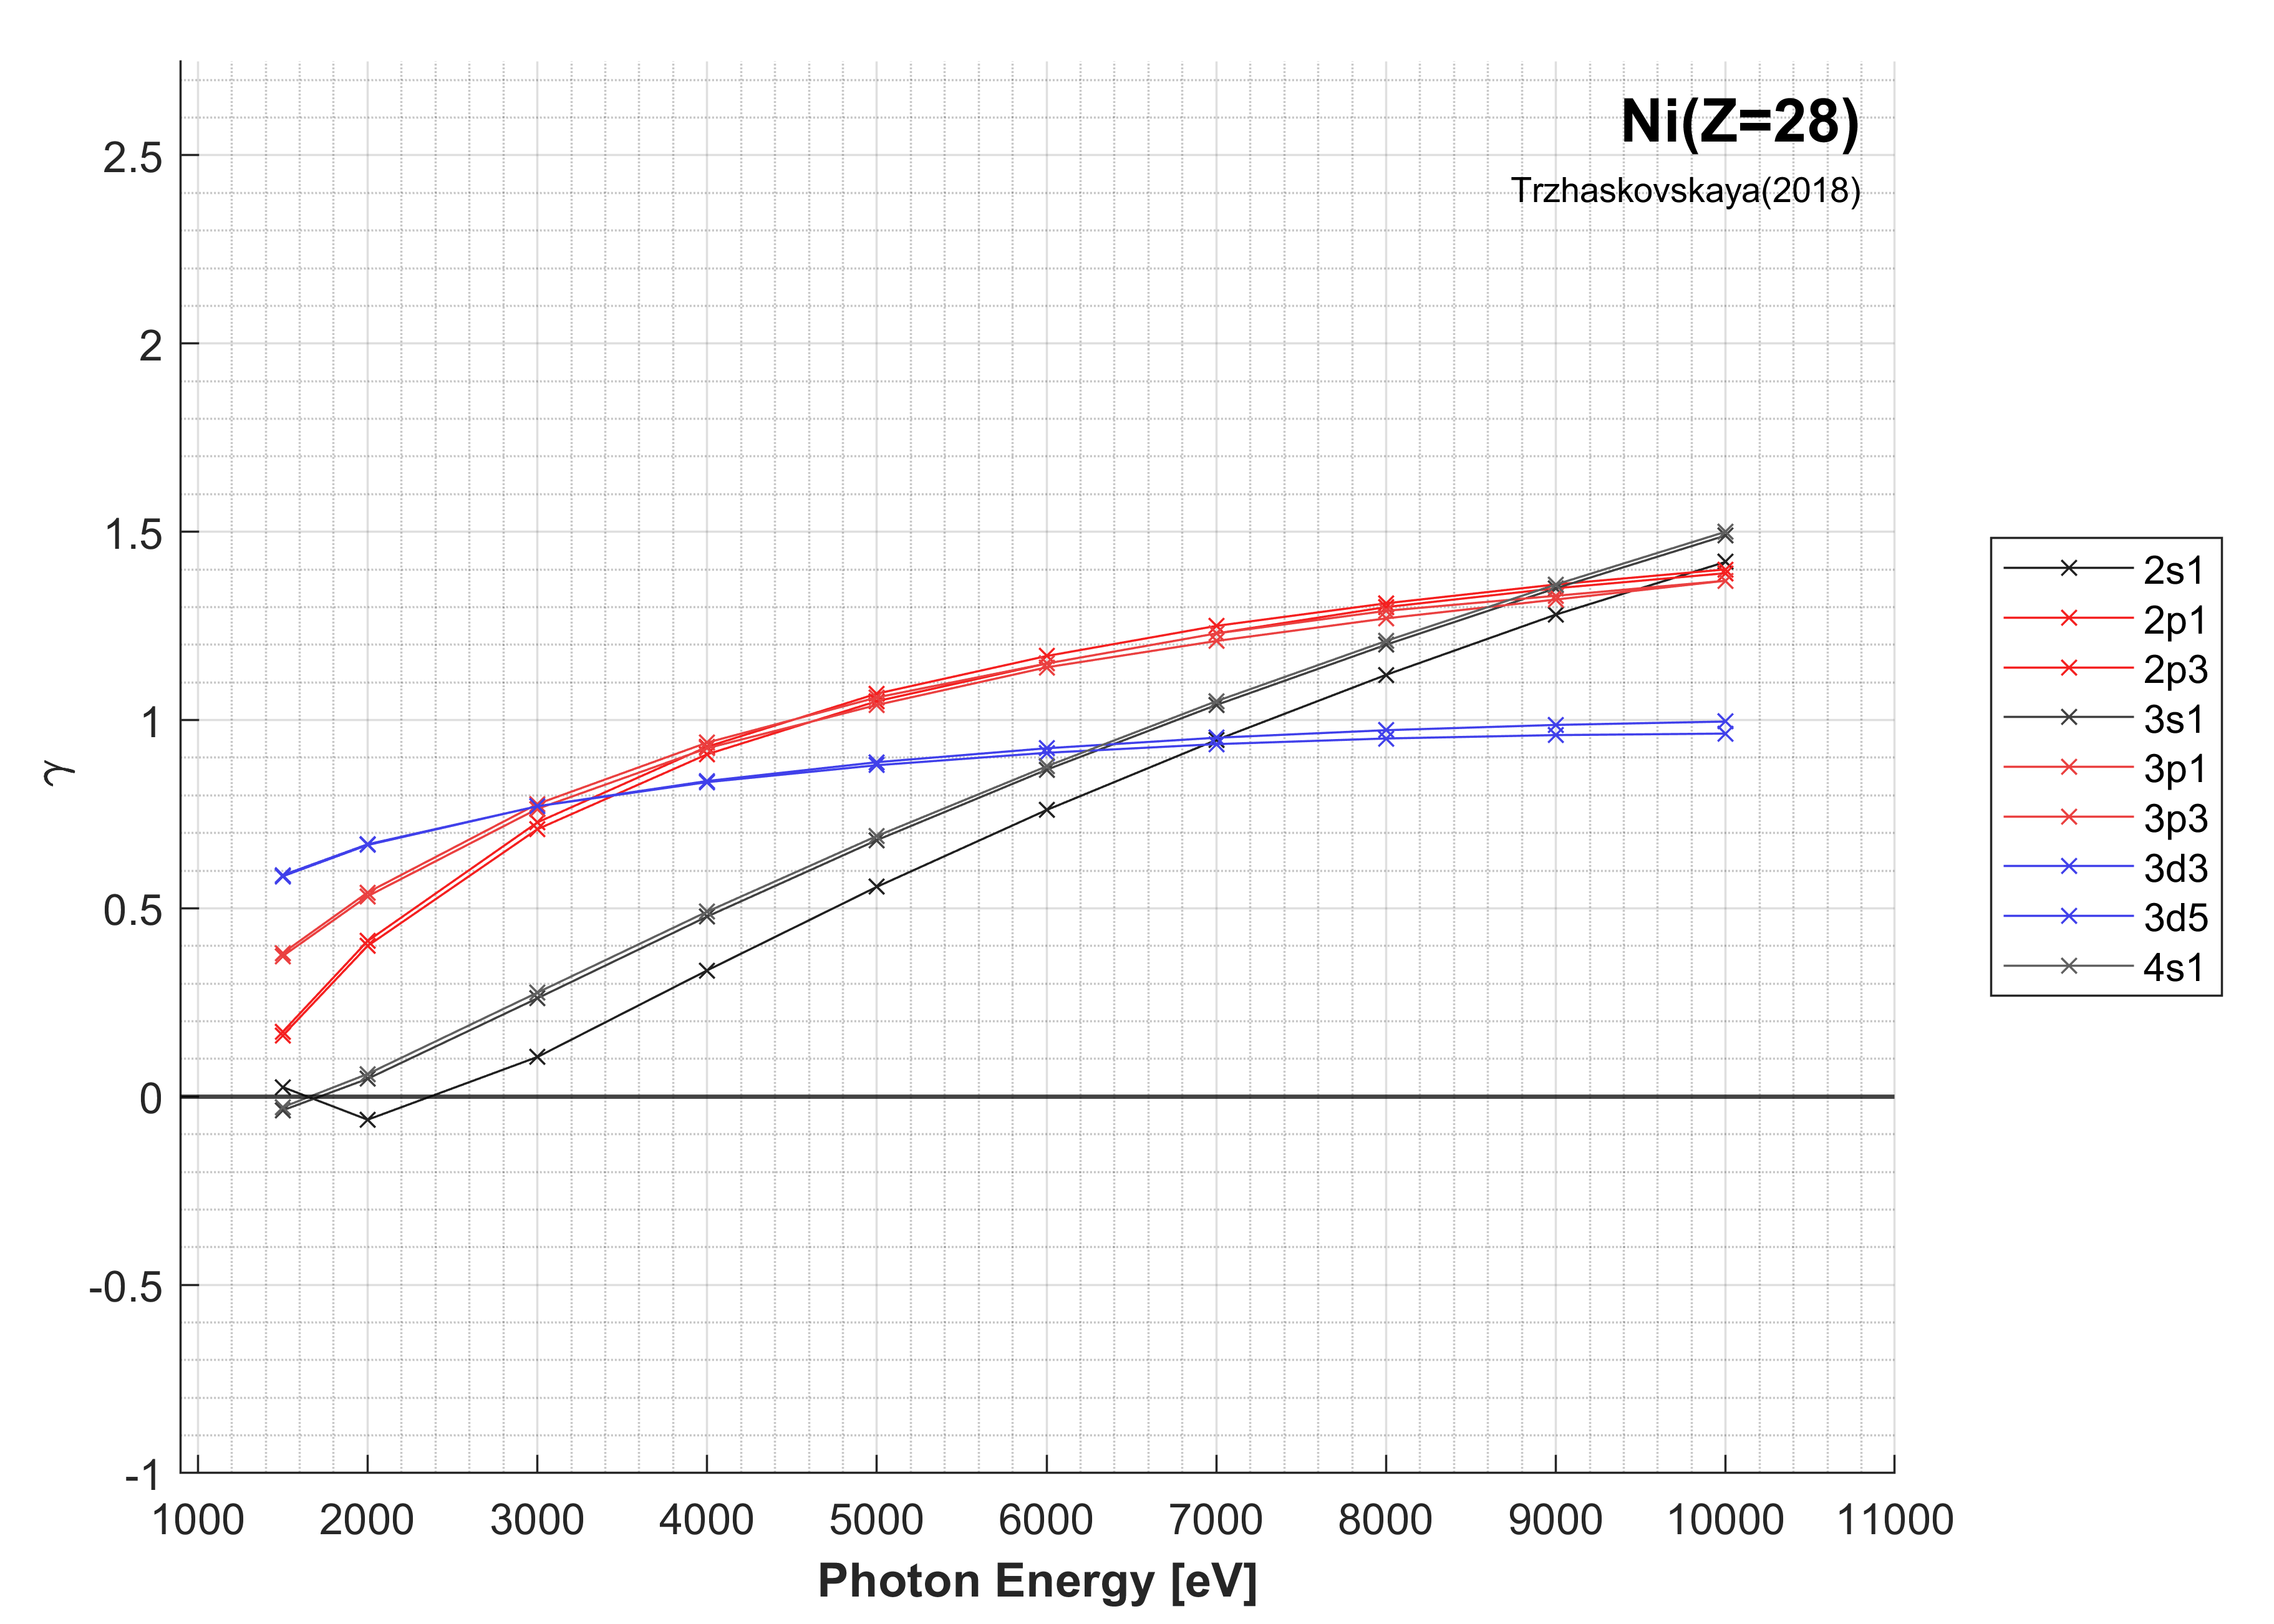 Ni(Z=28)
Trzhaskovskaya(2018)
2.5
2
1.5
1
0.5
0
-0.5
-1
γ
1000 2000 3000 4000 5000 6000 7000 8000 9000 10000 11000
Photon Energy [eV]
2s1
2p1
2p3
3s1
3p1
3p3
3d3
3d5
4s1